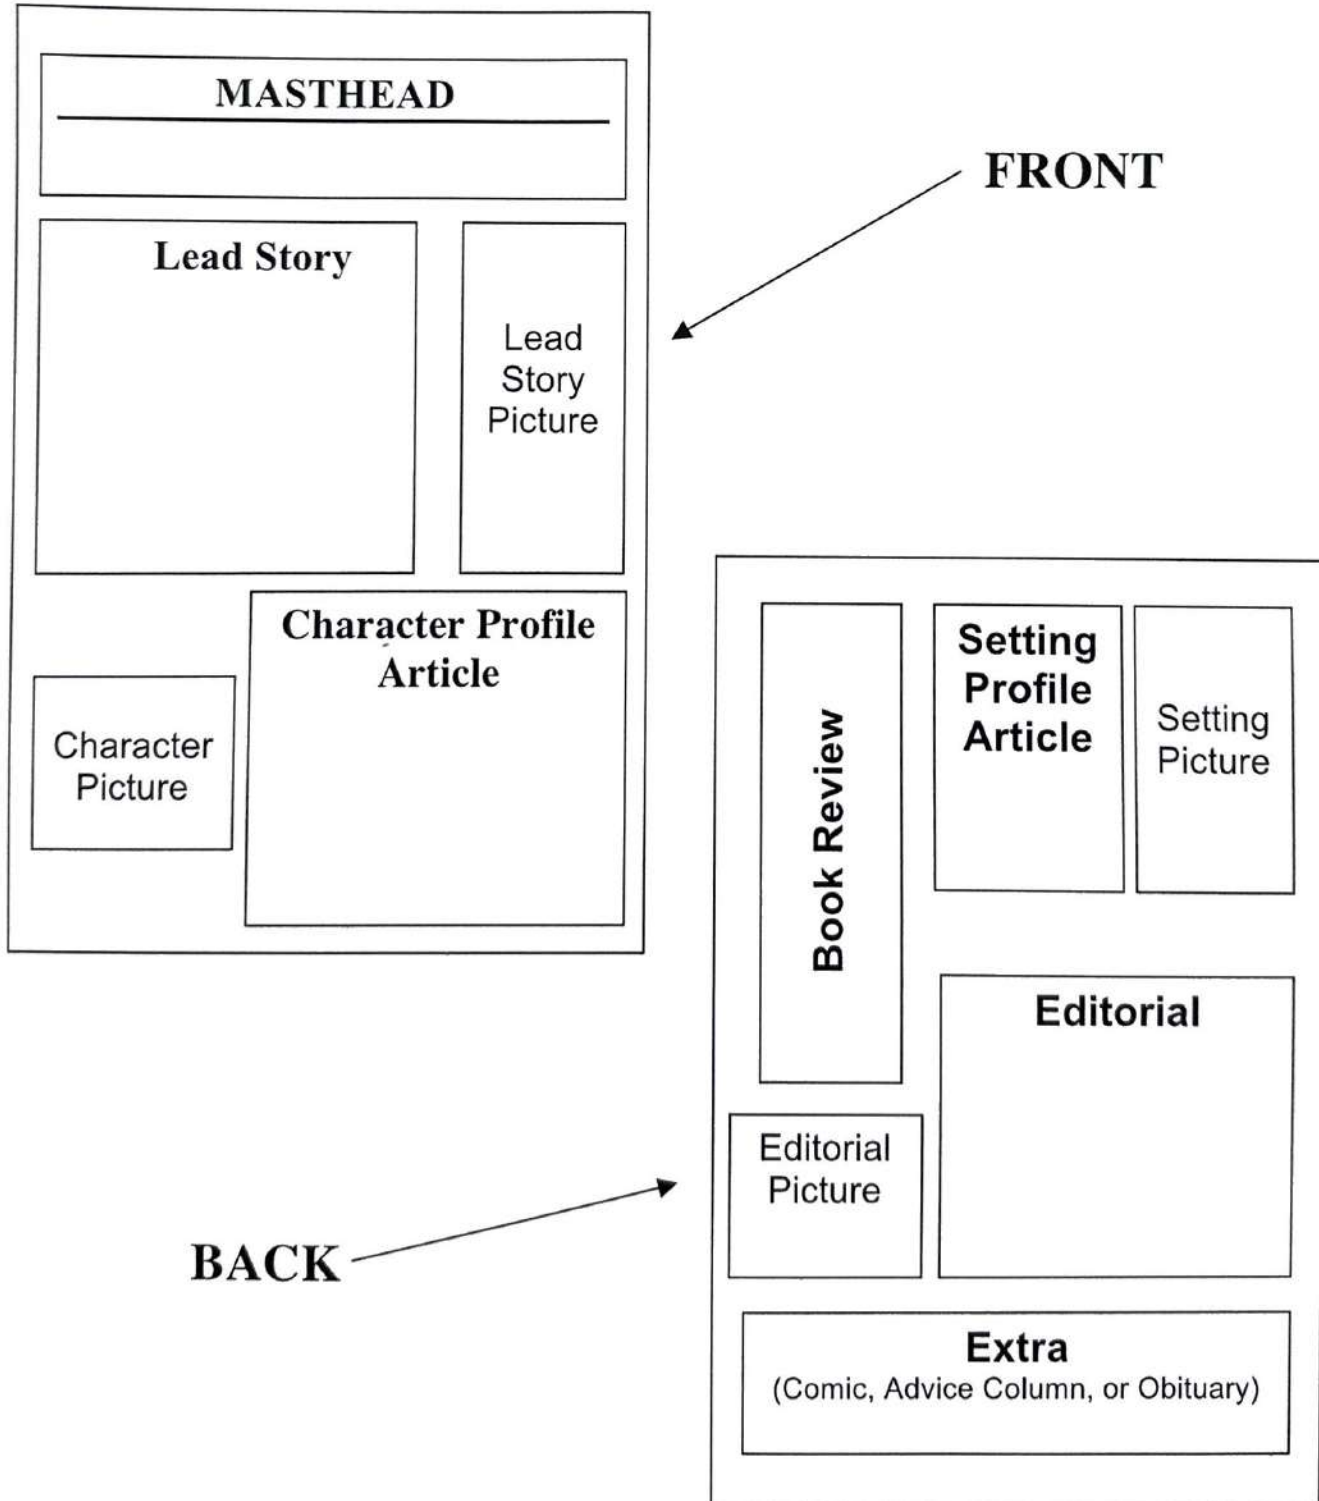 MASTHEAD
FRONT
Lead Story
Lead
Story
Picture
Character Profile
Article
Character
Picture
Book Review
Setting
Profile
Article
Setting
Picture
Editorial
Editorial
Picture
BACK
Extra
(Comic, Advice Column, or Obituary)